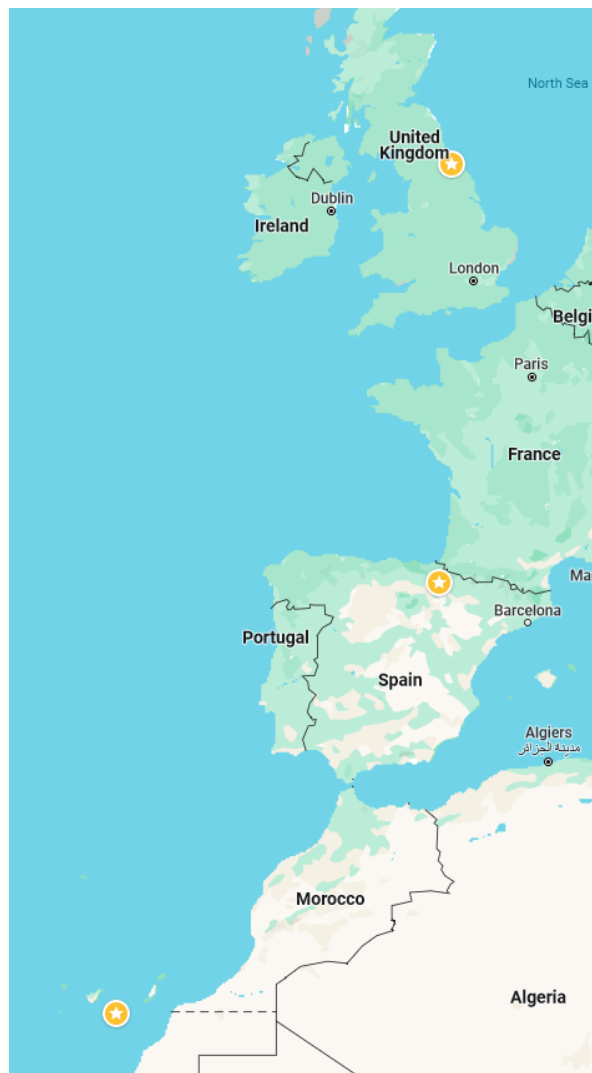 North Sea
United
Kingdom
Dublin
Ireland
London
Belgi
Paris
France
Ma
Barcelona
Portugal
Spain
Algiers
مدينة الجزائر
Morocco
Algeria